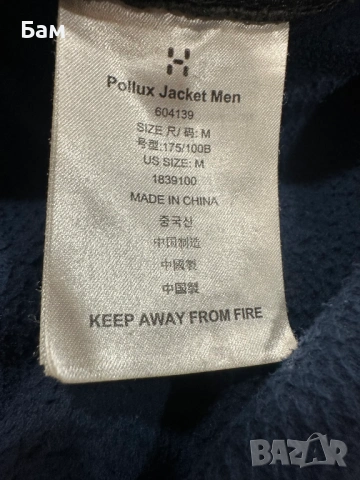 Бам
Pollux Jacket Men
604139
SIZE 尺/ 码: M
号型:175/100B
US SIZE: M
1839100
MADE IN CHINA
중국산
中国制造
中國製
中国製
KEEP AWAY FROM FIRE
BAZAR